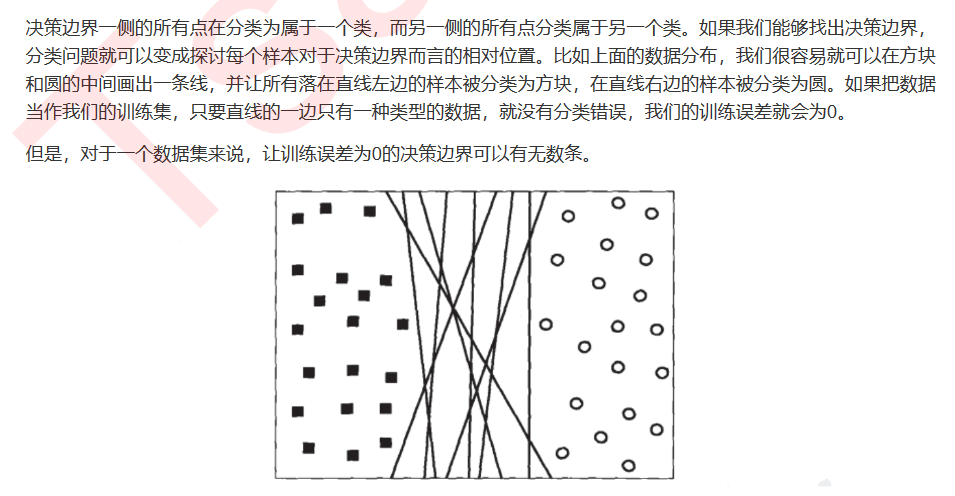 决策边界一侧的所有点在分类为属于一个类，而另一侧的所有点分类属于另一个类。如果我们能够找出决策边界，
分类问题就可以变成探讨每个样本对于决策边界而言的相对位置。比如上面的数据分布，我们很容易就可以在方块
和圆的中间画出一条线，并让所有落在直线左边的样本被分类为方块，在直线右边的样本被分类为圆。如果把数据
当作我们的训练集，只要直线的一边只有一种类型的数据，就没有分类错误，我们的训练误差就会为0。
但是，对于一个数据集来说，让训练误差为0的决策边界可以有无数条。